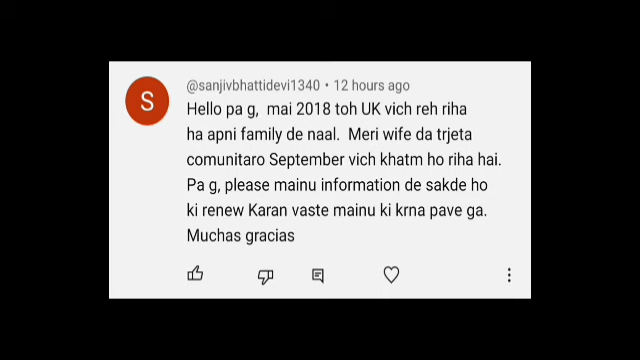 S
@sanjivbhattidevi1340 • 12 hours ago
Hello pa g, mai 2018 toh UK vich reh riha
ha apni family de naal. Meri wife da trjeta
comunitaro September vich khatm ho riha hai.
Pa g, please mainu information de sakde ho
ki renew Karan vaste mainu ki krna pave ga.
Muchas gracias